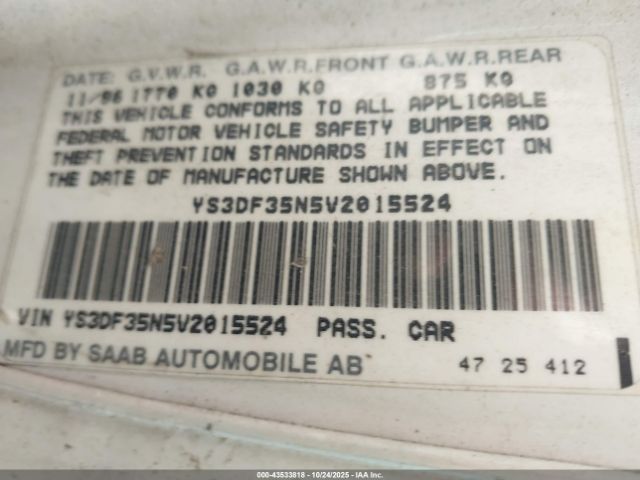 DATE: G.V.W.R. G.A.W.R.FRONT G.A.W.R.REAR
11/96 1770 KG 1030 KG 875 KG
THIS VEHICLE CONFORMS TO ALL APPLICABLE
FEDERAL MOTOR VEHICLE SAFETY BUMPER AND
THEFT PREVENTION STANDARDS IN EFFECT ON
THE DATE OF MANUFACTURE SHOWN ABOVE.
YS3DF35N5V2015524
VIN YS3DF35N5V2015524 PASS. CAR
MFD BY SAAB AUTOMOBILE AB
47 25 412
000-43533818 - 10/24/2025 - IAA Inc.